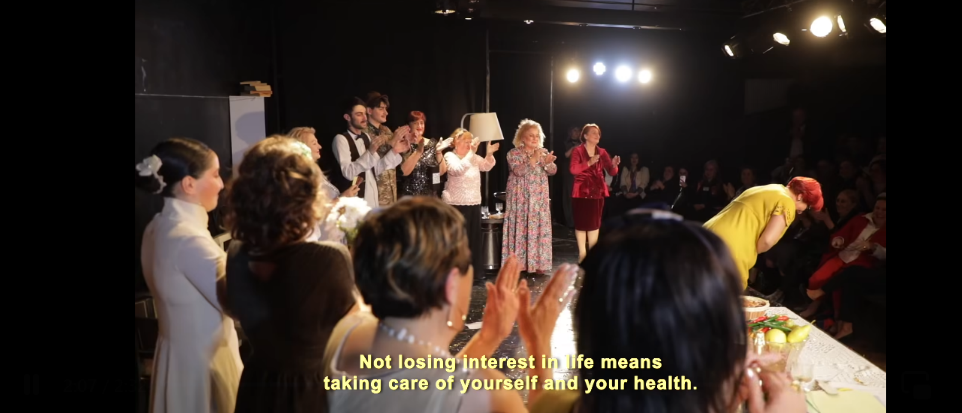 Not losing interest in life means
taking care of yourself and your health.